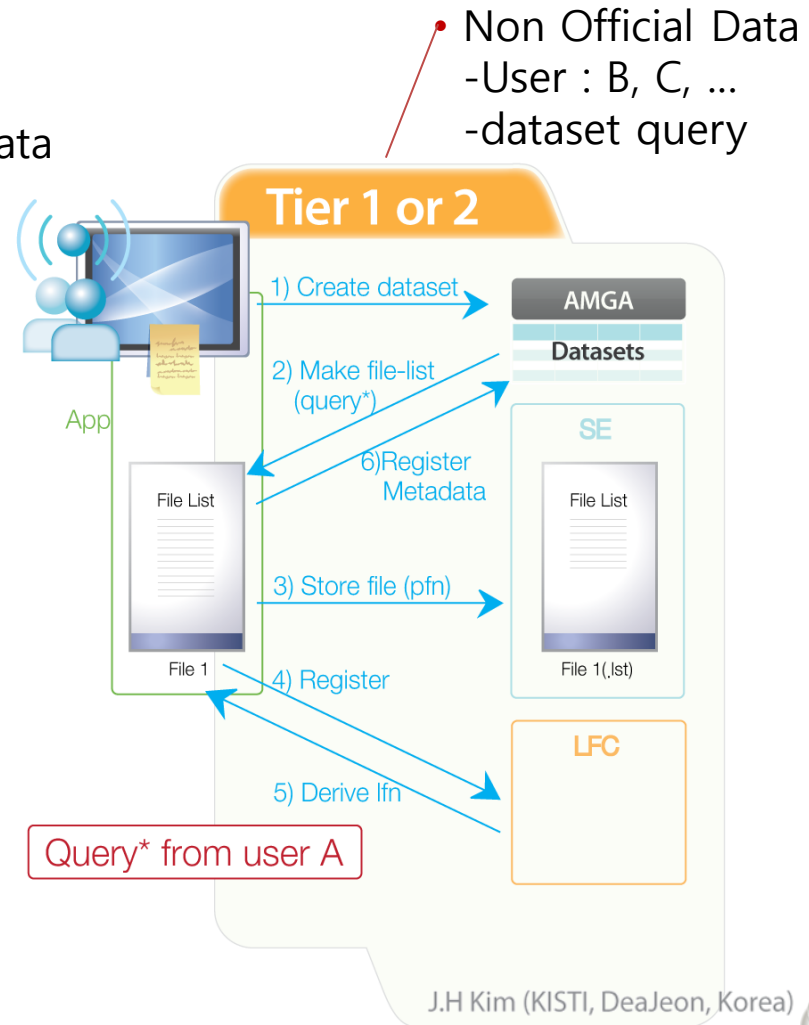 • Non Official Data
-User : B, C, ...
-dataset query
ata
Tier 1 or 2
1) Create dataset
AMGA
Datasets
2) Make file-list
(query*)
App
SE
6)Register
Metadata
File List
File List
3) Store file (pfn)
File 1
File 1(.lst)
4) Register
LFC
5) Derive lfn
Query* from user A
J.H Kim (KISTI, DeaJeon, Korea)